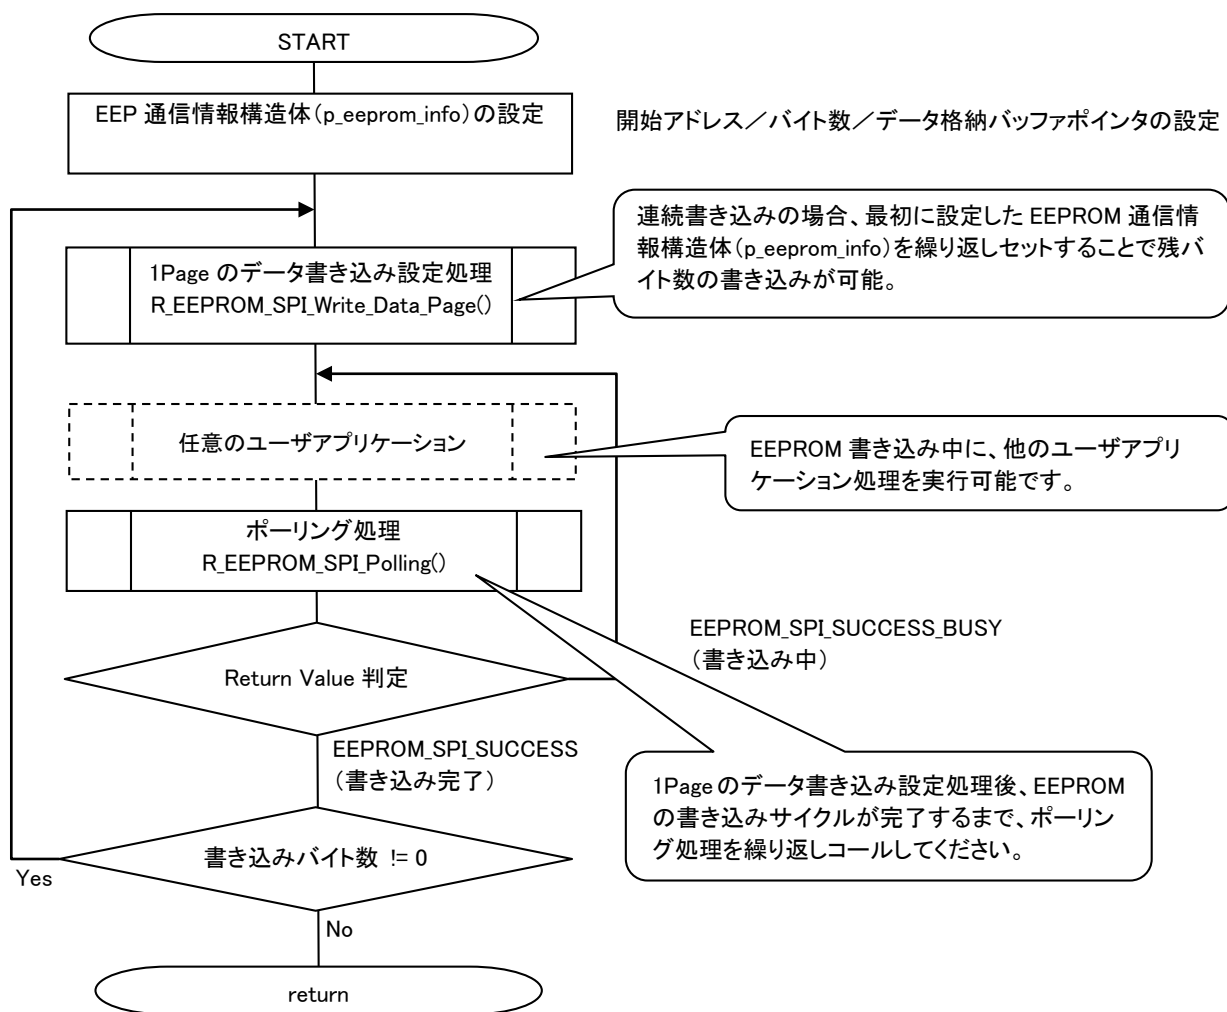 START
EEP 通信情報構造体(p_eeprom_info)の設定
開始アドレス／バイト数／データ格納バッファポインタの設定
連続書き込みの場合、最初に設定した EEPROM 通信情
報構造体(p_eeprom_info)を繰り返しセットすることで残バ
イト数の書き込みが可能。
1Page のデータ書き込み設定処理
R_EEPROM_SPI_Write_Data_Page()
任意のユーザアプリケーション
EEPROM 書き込み中に、他のユーザアプリ
ケーション処理を実行可能です。
ポーリング処理
R_EEPROM_SPI_Polling()
EEPROM_SPI_SUCCESS_BUSY
（書き込み中）
Return Value 判定
EEPROM_SPI_SUCCESS
（書き込み完了）
1Page のデータ書き込み設定処理後、EEPROM
の書き込みサイクルが完了するまで、ポーリン
グ処理を繰り返しコールしてください。
書き込みバイト数 != 0
Yes
No
return